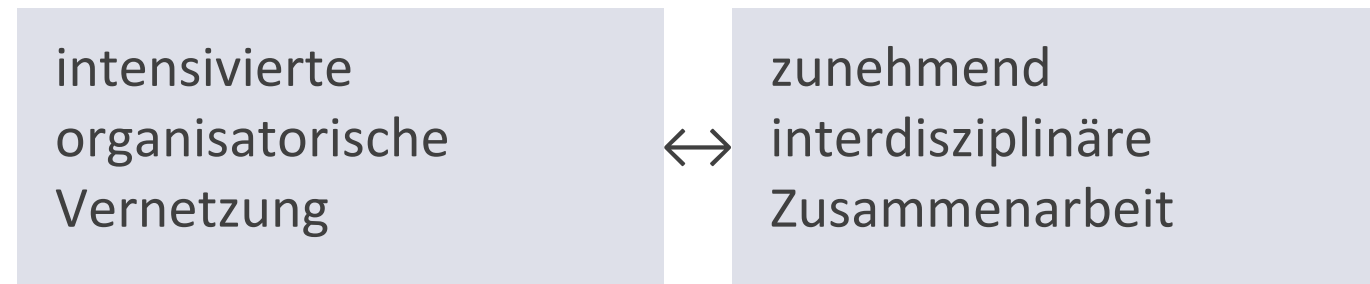 intensivierte
organisatorische
Vernetzung
↔
zunehmend
interdisziplinäre
Zusammenarbeit